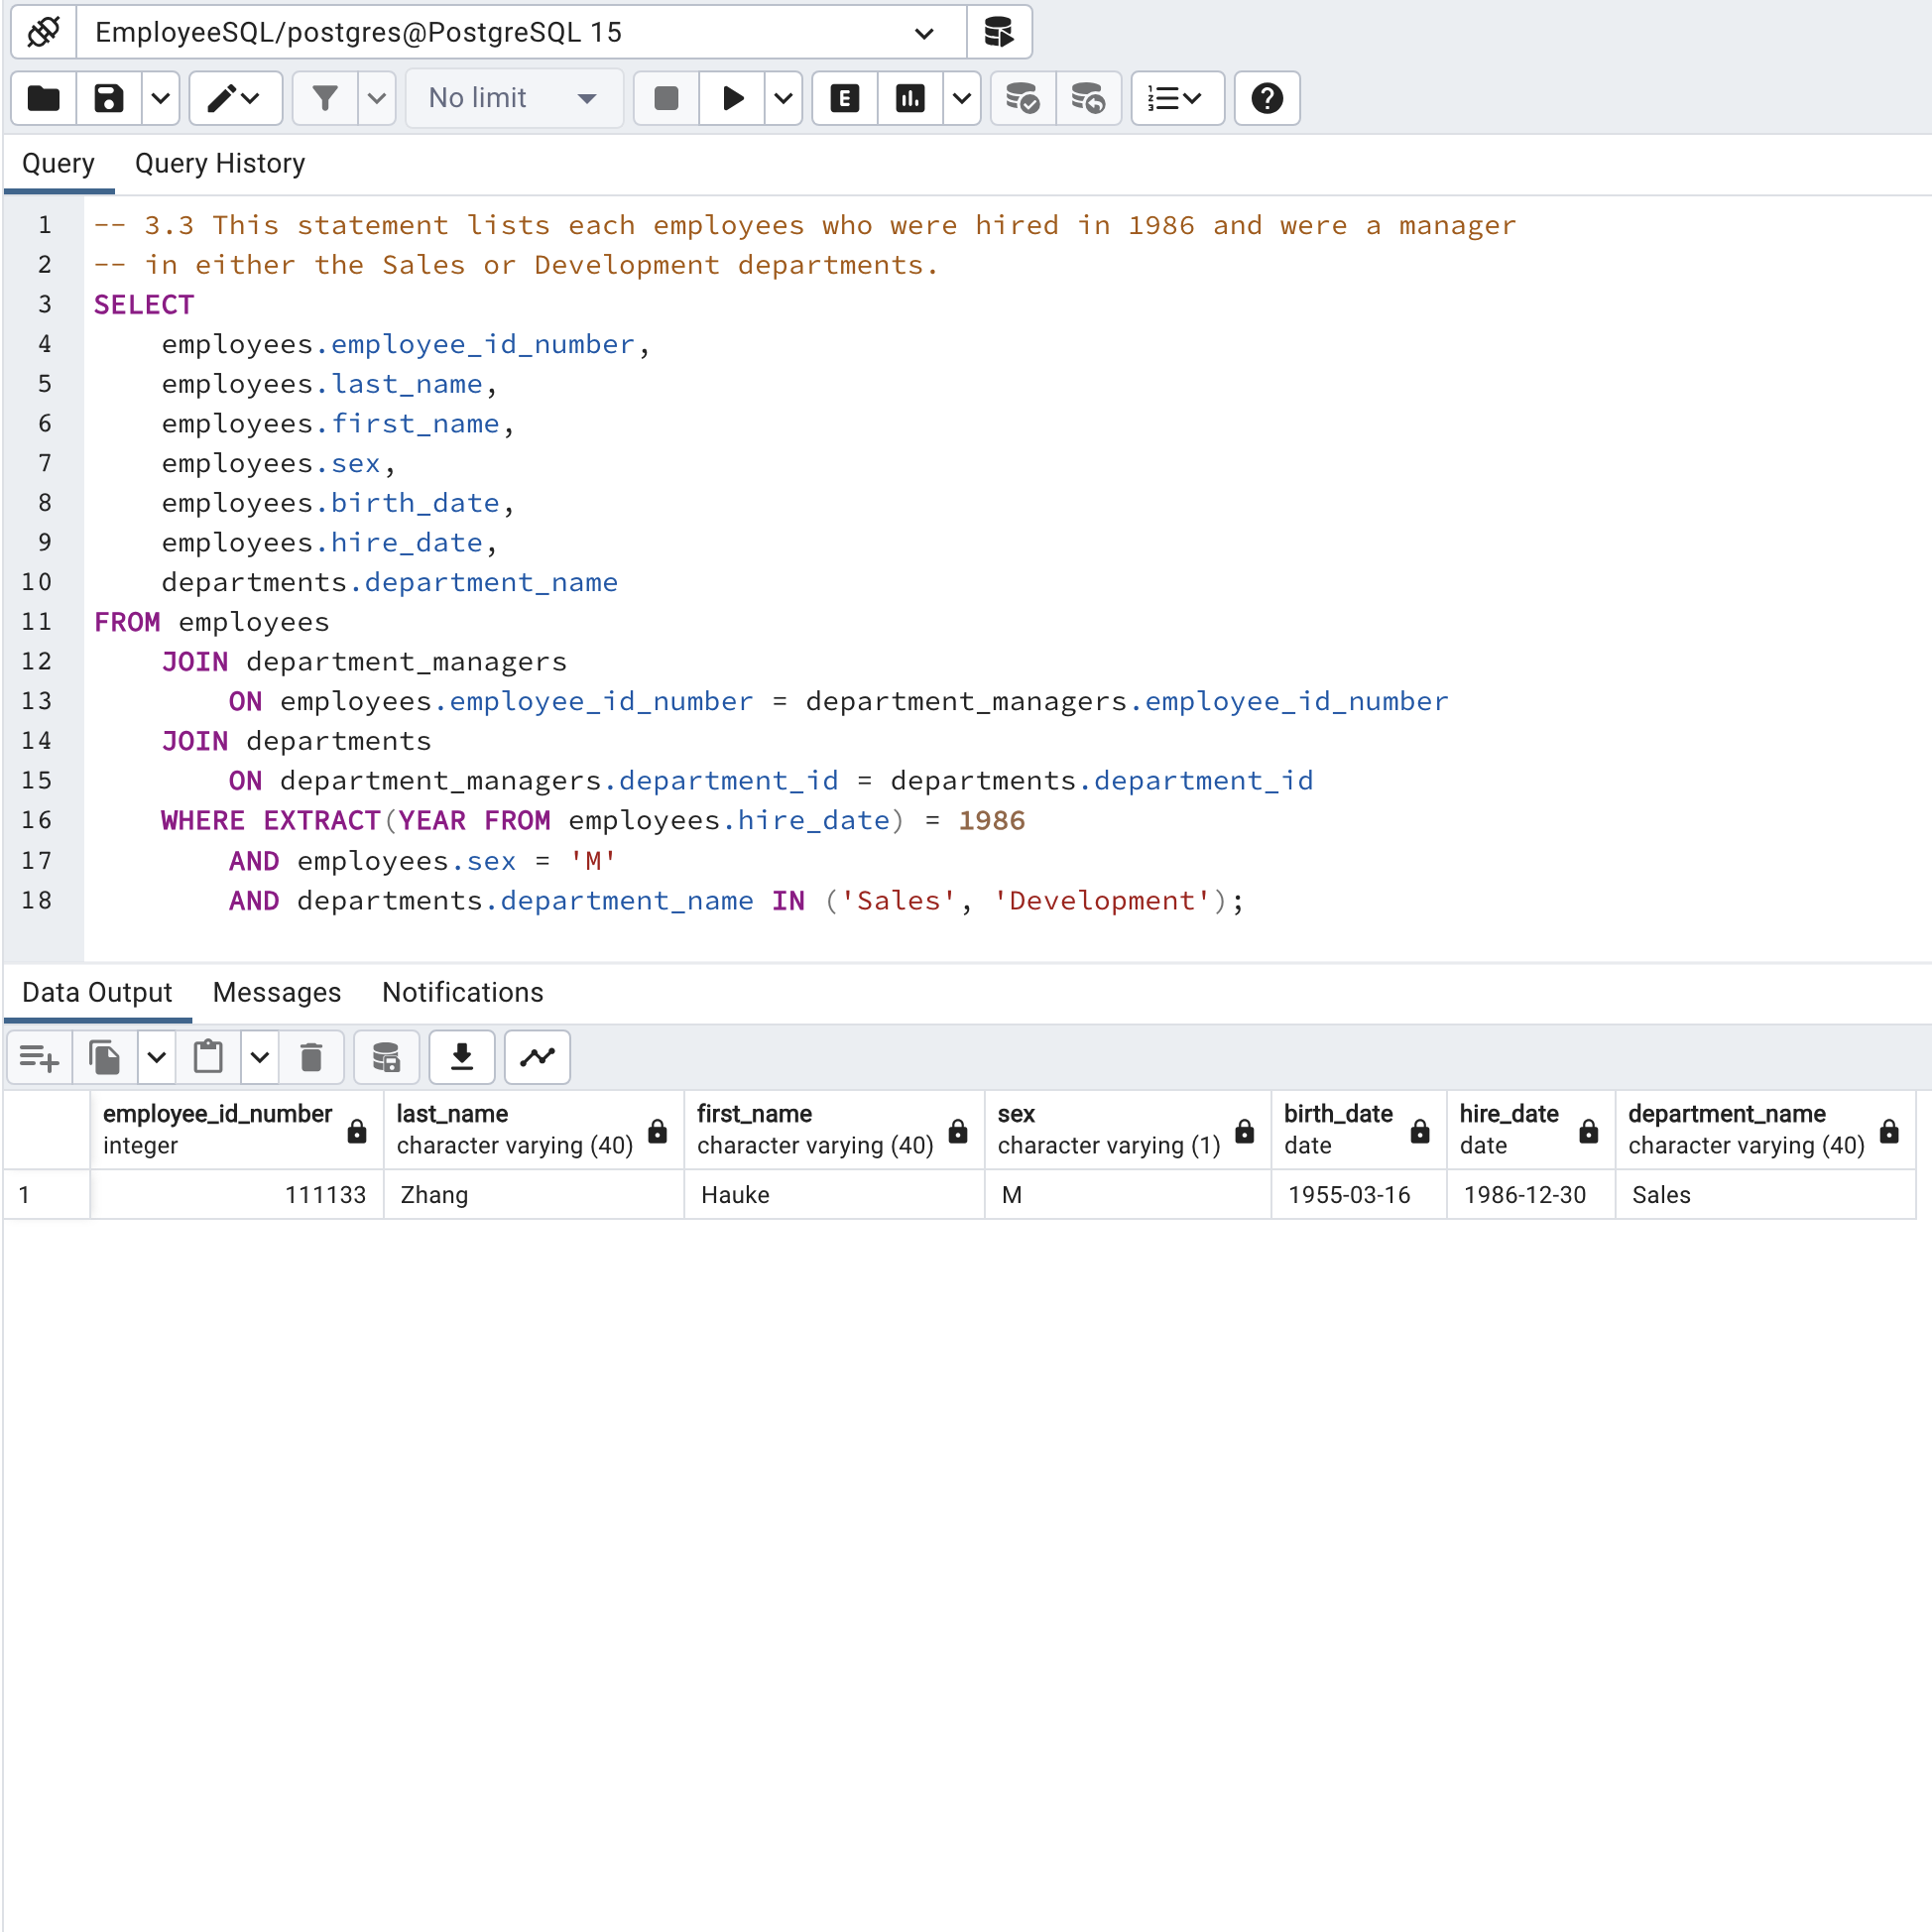 EmployeeSQL/postgres@PostgreSQL 15
No limit
E
Query Query History
1 -- 3.3 This statement lists each employees who were hired in 1986 and were a manager
2 -- in either the Sales or Development departments.
3 SELECT
4 employees.employee_id_number,
5 employees.last_name,
6 employees.first_name,
7 employees.sex,
8 employees.birth_date,
9 employees.hire_date,
10 departments.department_name
11 FROM employees
12 JOIN department_managers
13 ON employees.employee_id_number = department_managers.employee_id_number
14 JOIN departments
15 ON department_managers.department_id = departments.department_id
16 WHERE EXTRACT(YEAR FROM employees.hire_date) = 1986
17 AND employees.sex = 'M'
18 AND departments.department_name IN ('Sales', 'Development');
Data Output Messages Notifications
employee_id_number last_name first_name sex birth_date hire_date department_name
integer character varying (40) character varying (40) character varying (1) date date character varying (40)
1 111133 Zhang Hauke M 1955-03-16 1986-12-30 Sales